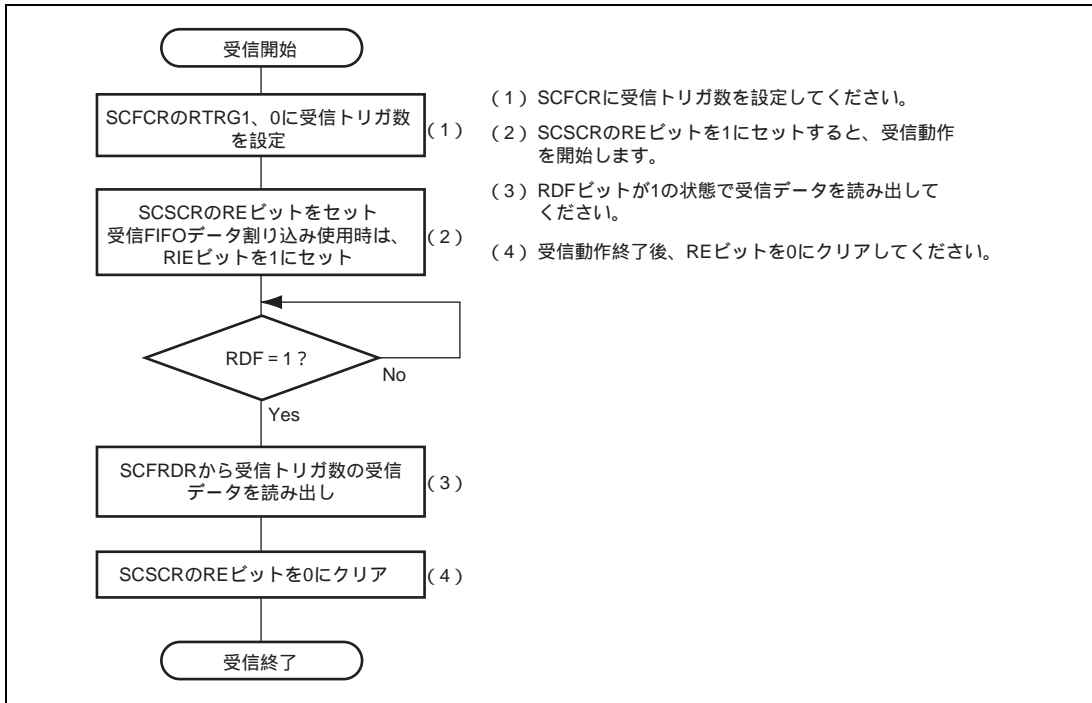 受信開始
SCFCRのRTRG1、0に受信トリガ数
を設定
(1)
SCSCRのREビットをセット
受信FIFOデータ割り込み使用時は、
RIEビットを1にセット
(2)
RDF = 1 ?
No
Yes
SCFRDRから受信トリガ数の受信
データを読み出し
(3)
SCSCRのREビットを0にクリア
(4)
受信終了
(1) SCFCRに受信トリガ数を設定してください。
(2) SCSCRのREビットを1にセットすると、受信動作
を開始します。
(3) RDFビットが1の状態で受信データを読み出して
ください。
(4) 受信動作終了後、REビットを0にクリアしてください。